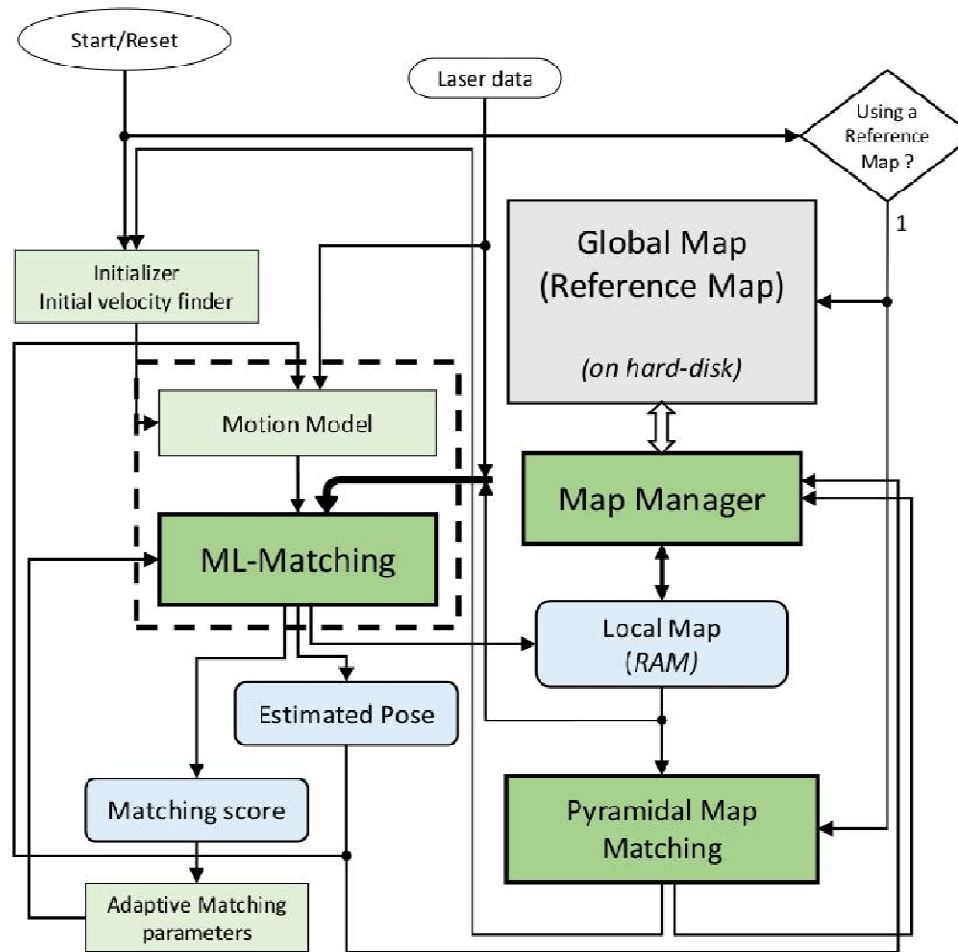 Start/Reset
Laser data
Using a
Reference
Map ?
1
Global Map
(Reference Map)
(on hard-disk)
Initializer
Initial velocity finder
Motion Model
Map Manager
ML-Matching
Local Map
(RAM)
Estimated Pose
Matching score
Pyramidal Map
Matching
Adaptive Matching
parameters